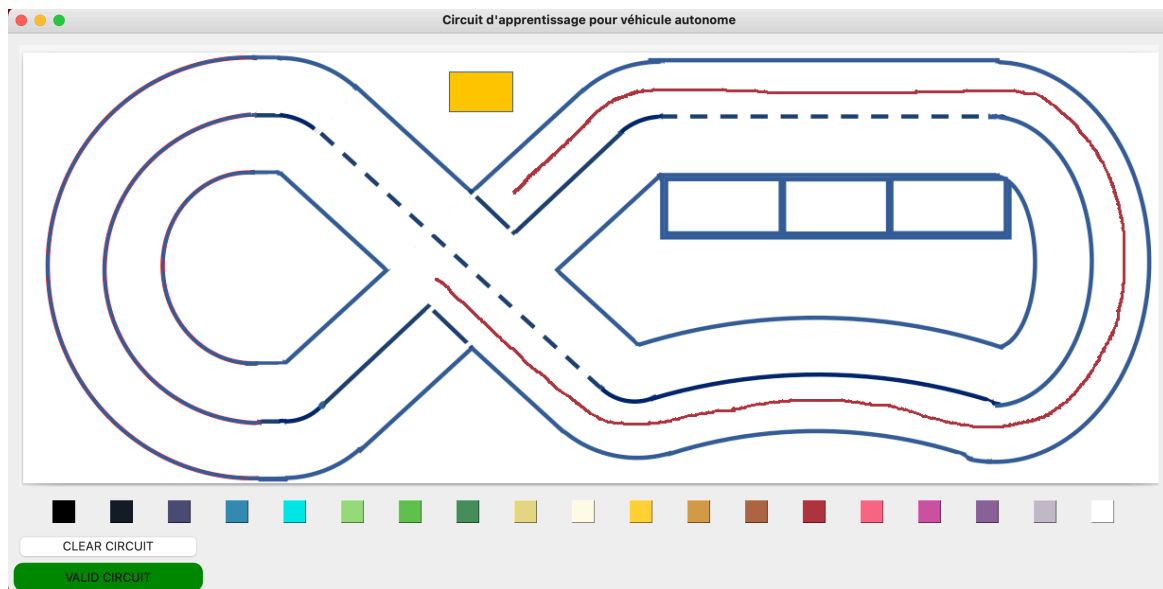 Circuit d'apprentissage pour véhicule autonome
CLEAR CIRCUIT
VALID CIRCUIT